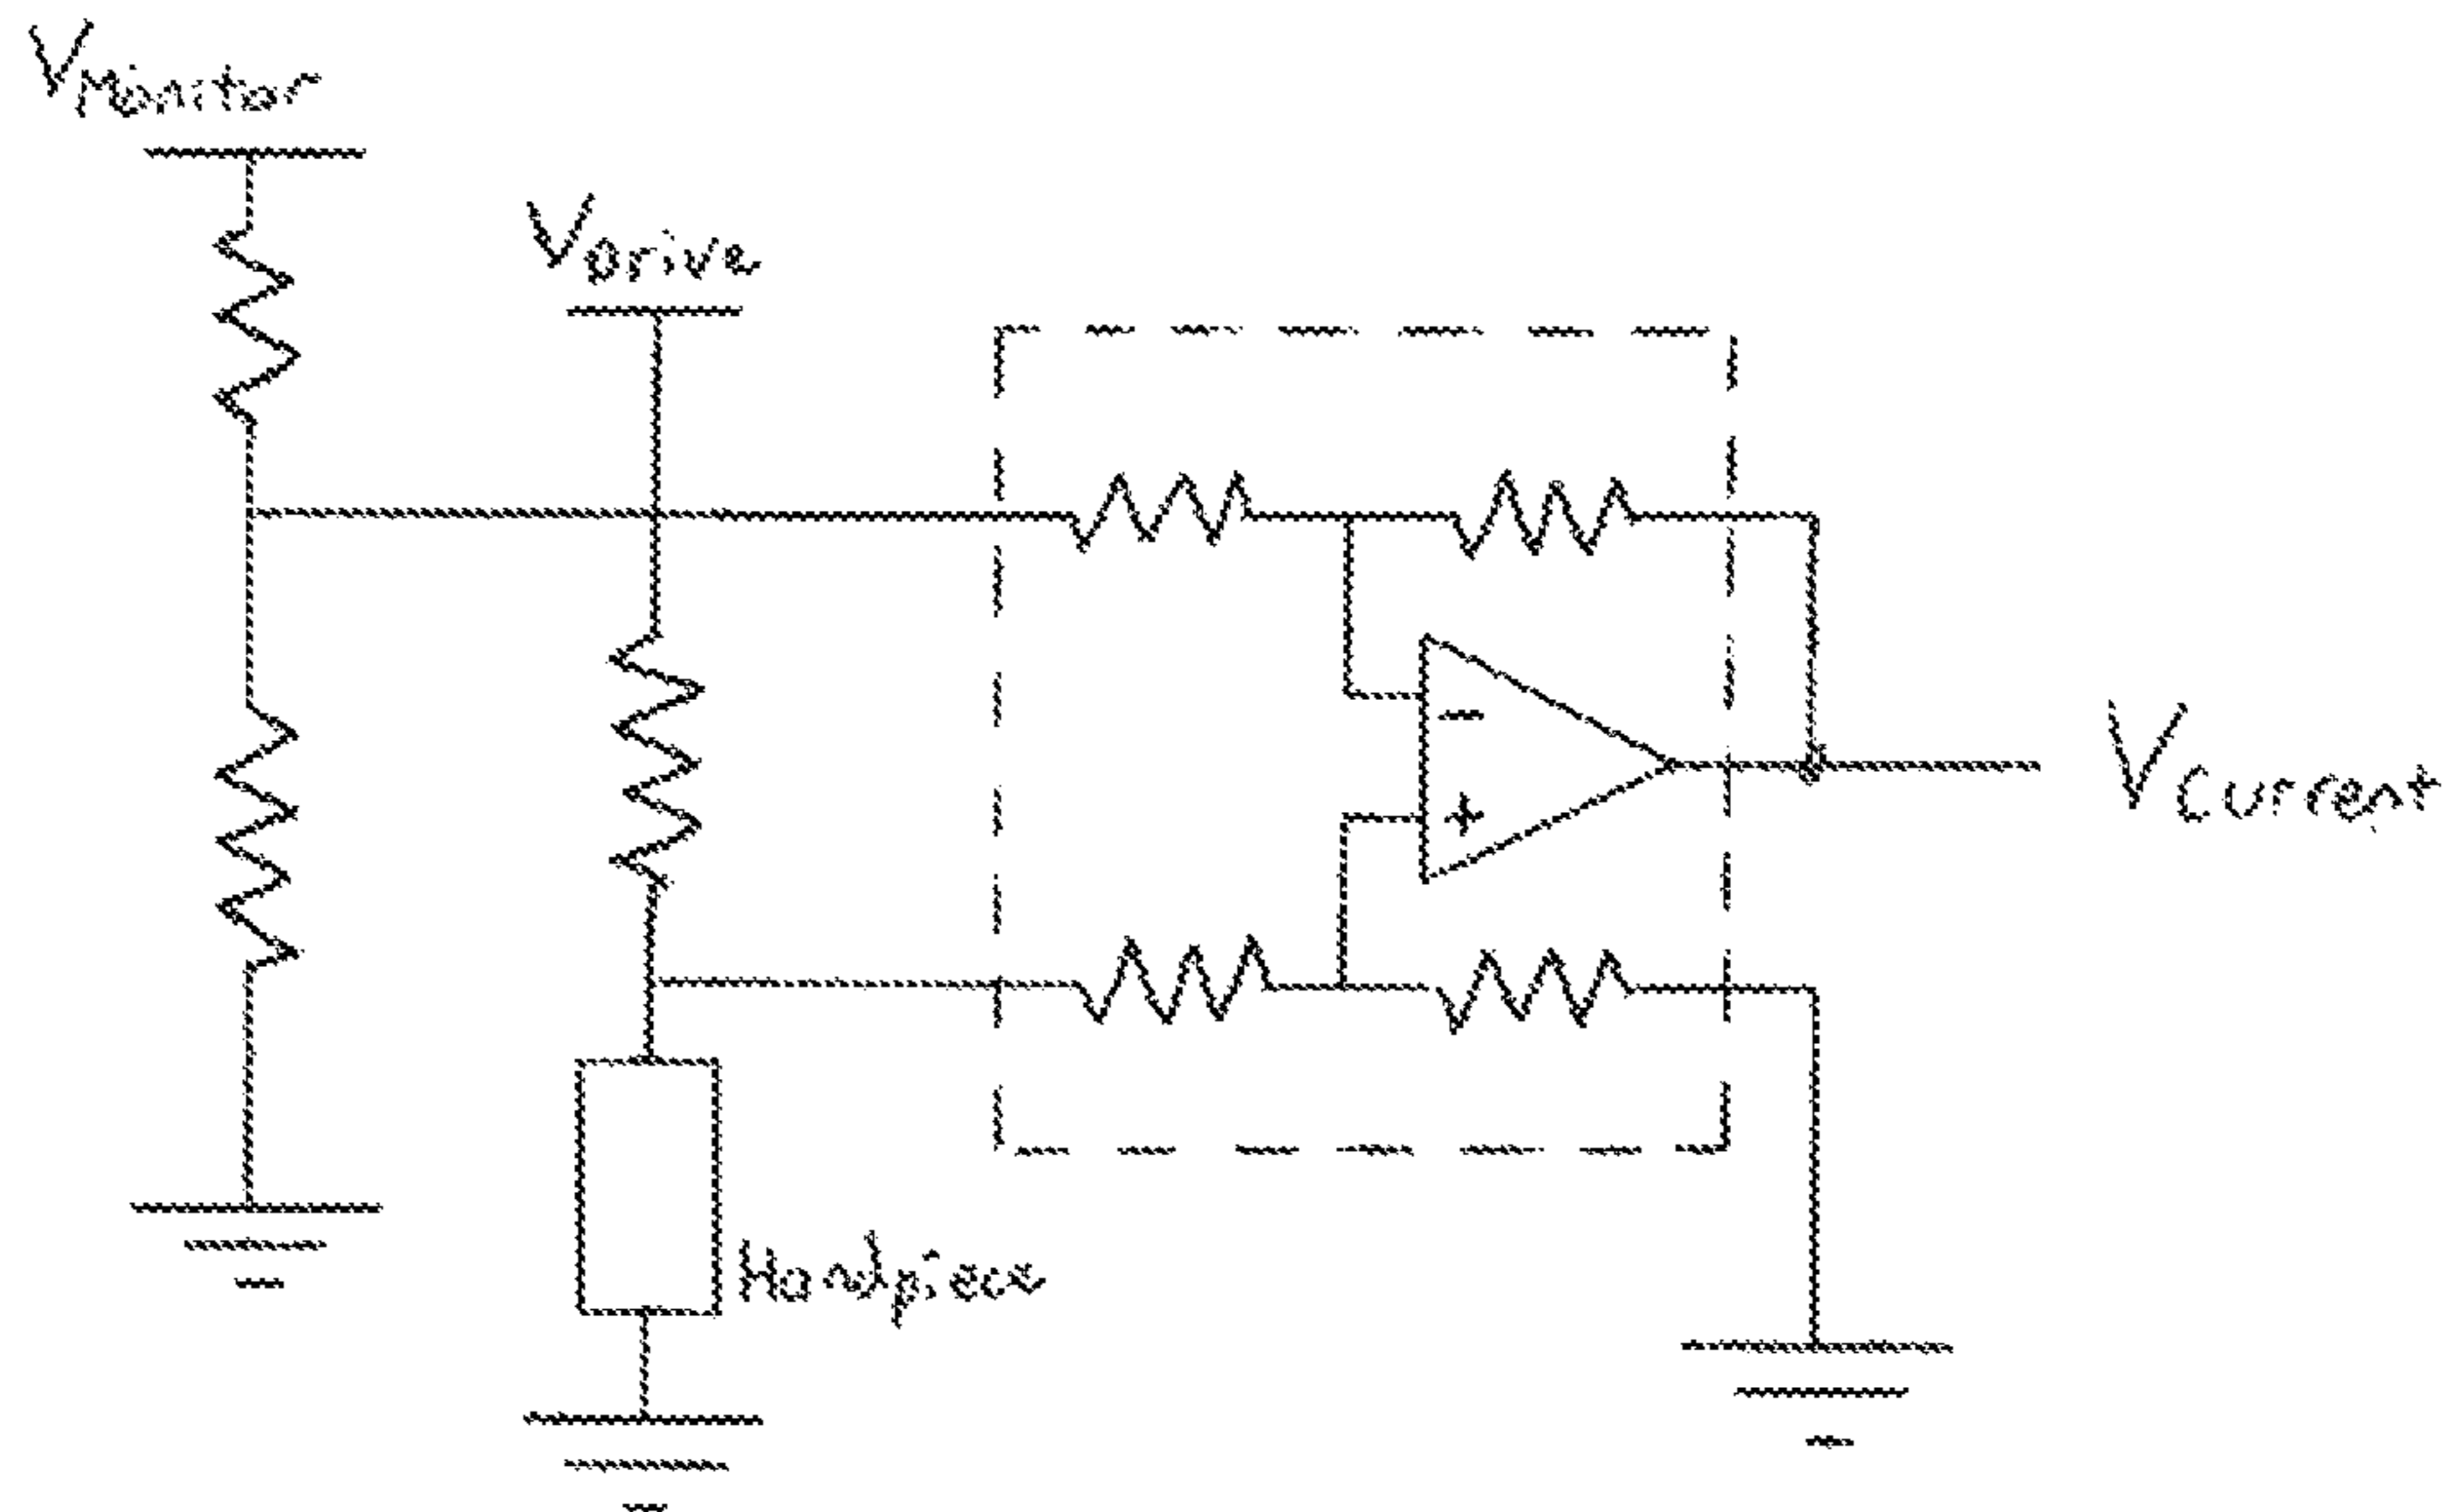 VMonitor
VDrive
−
+
VCurrent
Handpiece